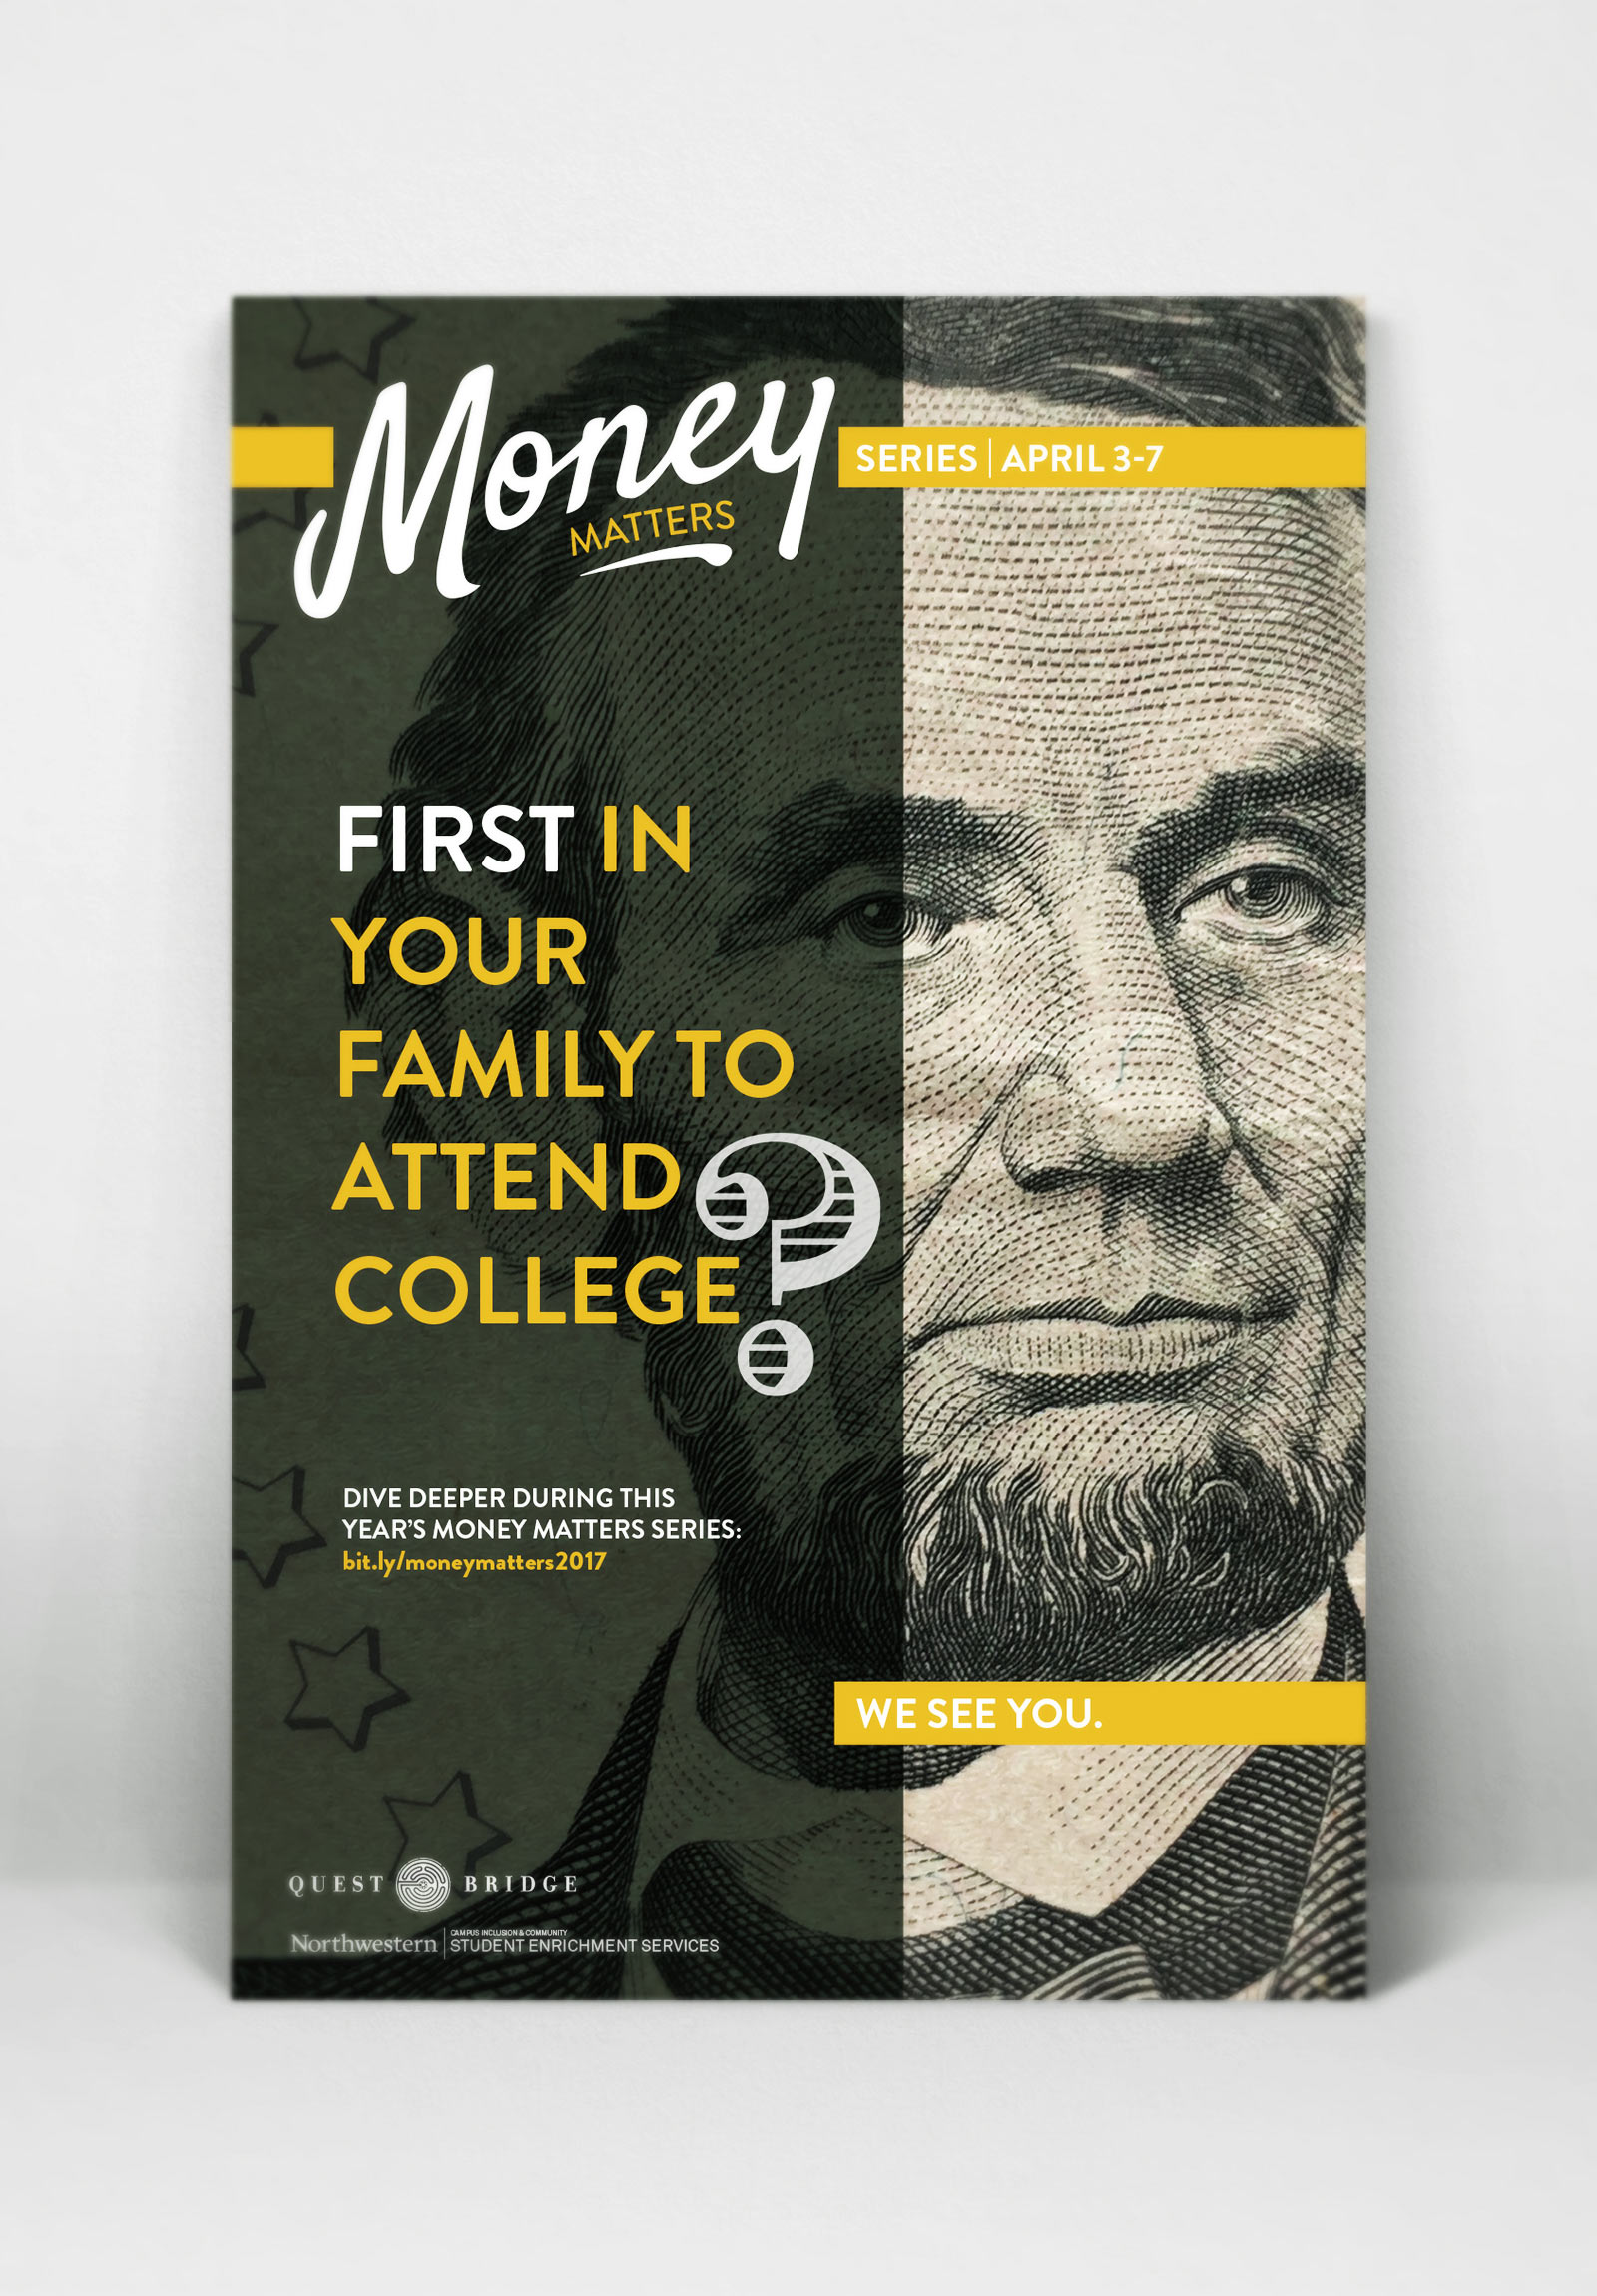 Money
MATTERS
SERIES | APRIL 3-7
FIRST IN
YOUR
FAMILY TO
ATTEND
COLLEGE?
DIVE DEEPER DURING THIS
YEAR'S MONEY MATTERS SERIES:
bit.ly/moneymatters2017
WE SEE YOU.
QUEST BRIDGE
Northwestern | CAMPUS INCLUSION & COMMUNITY
STUDENT ENRICHMENT SERVICES